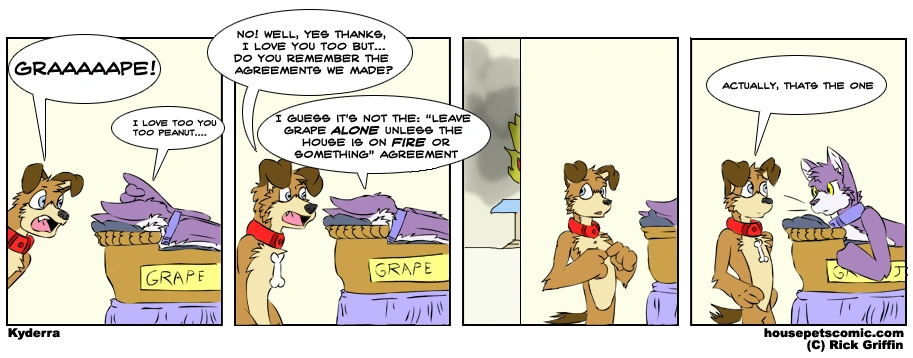 GRAAAAAPE!
I LOVE TOO YOU
TOO PEANUT....
GRAPE
NO! WELL, YES THANKS,
I LOVE YOU TOO BUT...
DO YOU REMEMBER THE
AGREEMENTS WE MADE?
I GUESS IT'S NOT THE: "LEAVE
GRAPE ALONE UNLESS THE
HOUSE IS ON FIRE OR
SOMETHING" AGREEMENT
GRAPE
ACTUALLY, THATS THE ONE
Kyderra
housepetscomic.com
(C) Rick Griffin